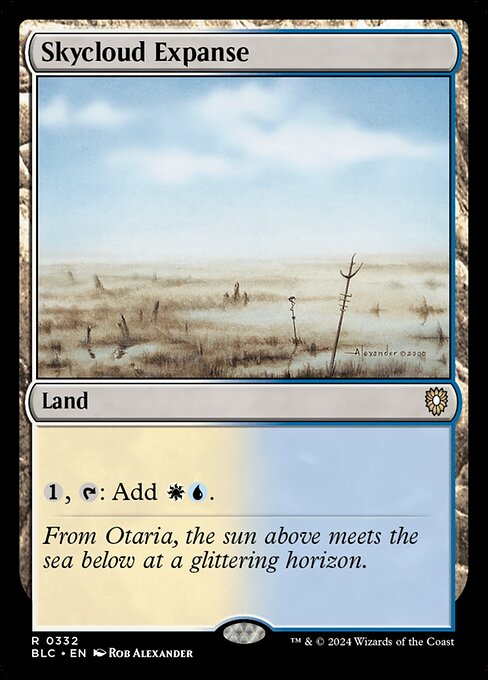 Skycloud Expanse
Alexander ©2000
Land
1, : Add .
From Otaria, the sun above meets the
sea below at a glittering horizon.
R 0332
BLC • EN Rob Alexander
™ & © 2024 Wizards of the Coast